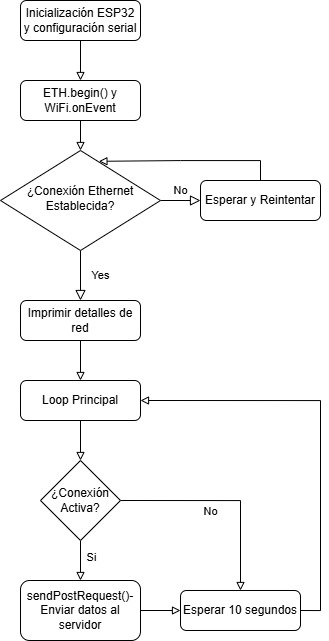 Inicialización ESP32
y configuración serial
ETH.begin() y
WiFi.onEvent
¿Conexión Ethernet
Establecida?
No
Esperar y Reintentar
Yes
Imprimir detalles de
red
Loop Principal
¿Conexión
Activa?
No
Si
sendPostRequest()-
Enviar datos al
servidor
Esperar 10 segundos